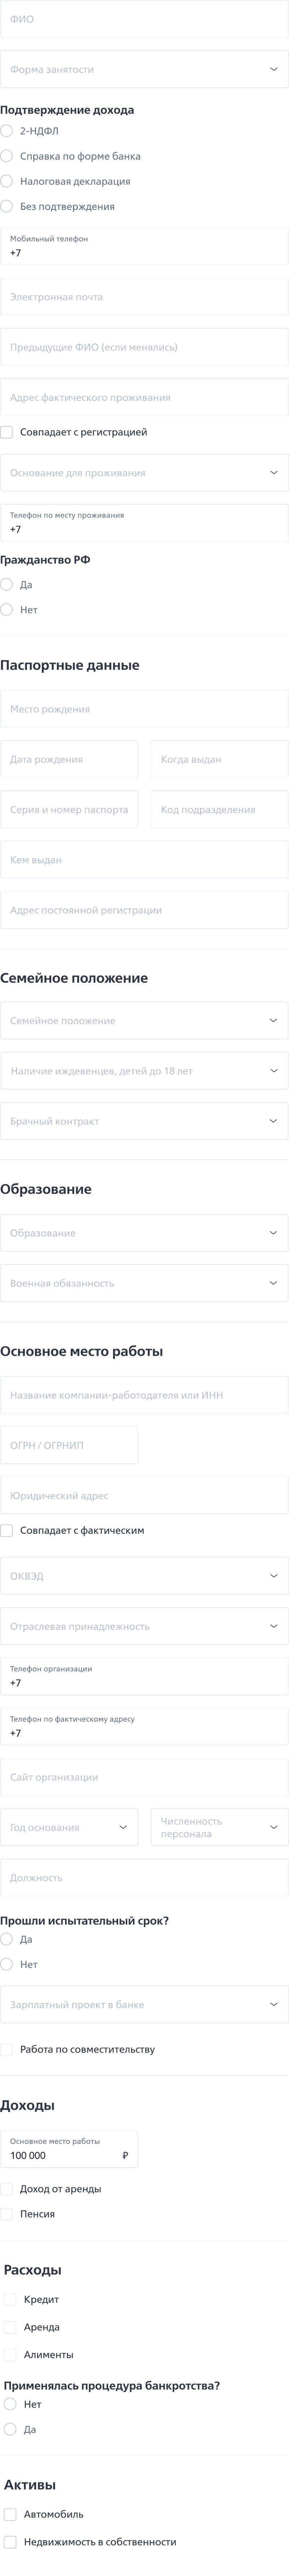 ФИО
Форма занятости
Подтверждение дохода
2-НДФЛ
Справка по форме банка
Налоговая декларация
Без подтверждения
Мобильный телефон
+7
Электронная почта
Предыдущие ФИО (если менялись)
Адрес фактического проживания
Совпадает с регистрацией
Основание для проживания
Телефон по месту проживания
+7
Гражданство РФ
Да
Нет
Паспортные данные
Место рождения
Дата рождения
Когда выдан
Серия и номер паспорта
Код подразделения
Кем выдан
Адрес постоянной регистрации
Семейное положение
Семейное положение
Наличие иждевенцев, детей до 18 лет
Брачный контракт
Образование
Образование
Военная обязанность
Основное место работы
Название компании-работодателя или ИНН
ОГРН / ОГРНИП
Юридический адрес
Совпадает с фактическим
ОКВЭД
Отраслевая принадлежность
Телефон организации
+7
Телефон по фактическому адресу
+7
Сайт организации
Год основания
Численность
персонала
Должность
Прошли испытательный срок?
Да
Нет
Зарплатный проект в банке
Работа по совместительству
Доходы
Основное место работы
100 000 ₽
Доход от аренды
Пенсия
Расходы
Кредит
Аренда
Алименты
Применялась процедура банкротства?
Нет
Да
Активы
Автомобиль
Недвижимость в собственности